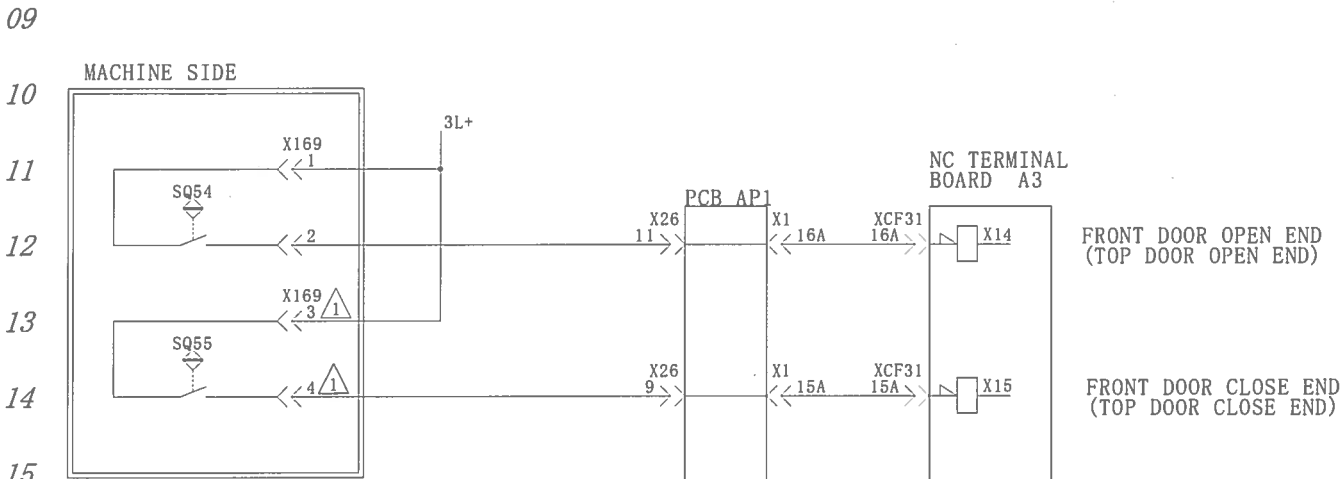 09
MACHINE SIDE
10
3L+
X169
1
11
NC TERMINAL
BOARD A3
SQ54
PCB AP1
X26
X1
XCF31
2
11
16A
16A
X14
12
FRONT DOOR OPEN END
(TOP DOOR OPEN END)
X169
3
1
13
SQ55
X26
X1
XCF31
4
1
9
15A
15A
X15
14
FRONT DOOR CLOSE END
(TOP DOOR CLOSE END)
15